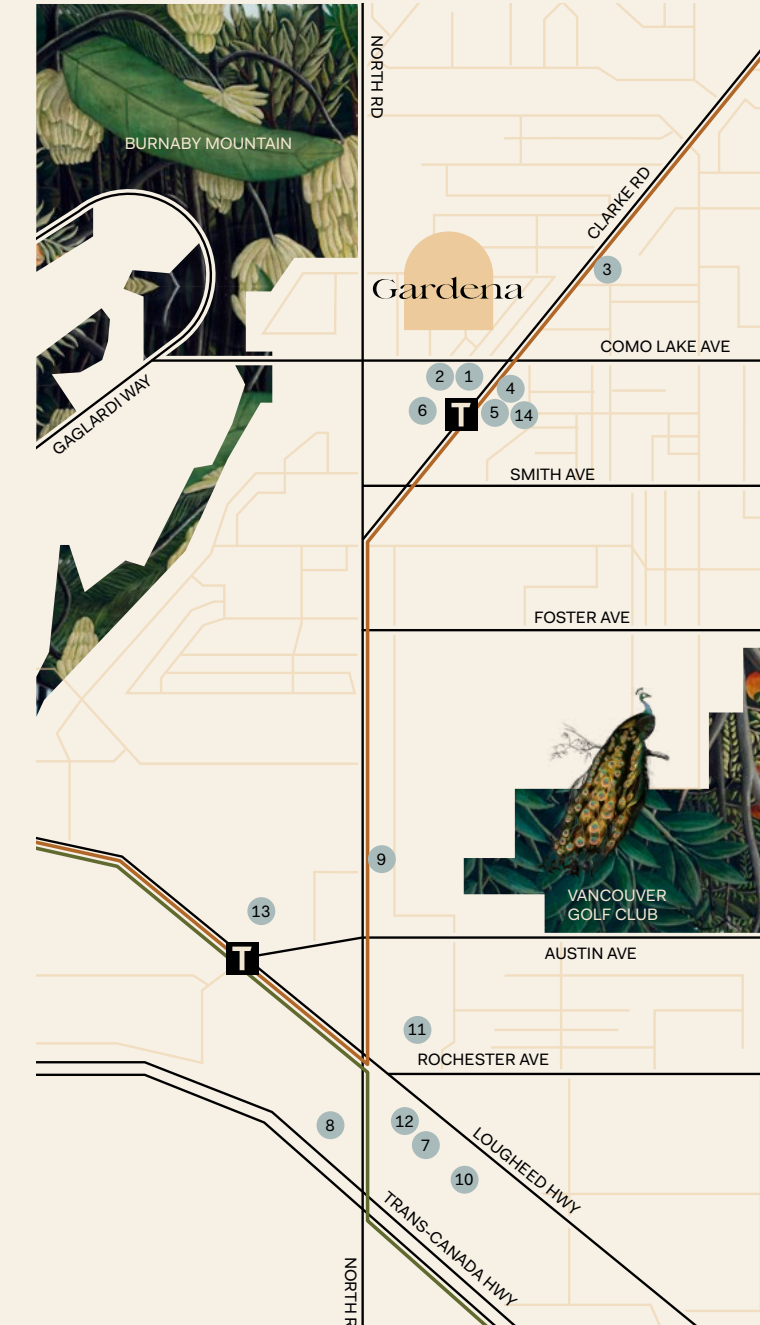 NORTH RD
BURNABY MOUNTAIN
CLARKE RD
3
Gardena
COMO LAKE AVE
2
1
4
GAGLARDI WAY
6
T
5
14
SMITH AVE
FOSTER AVE
9
VANCOUVER
GOLF CLUB
13
T
AUSTIN AVE
11
ROCHESTER AVE
8
12
7
LOUGHEED HWY
10
TRANS-CANADA HWY
NORTH R